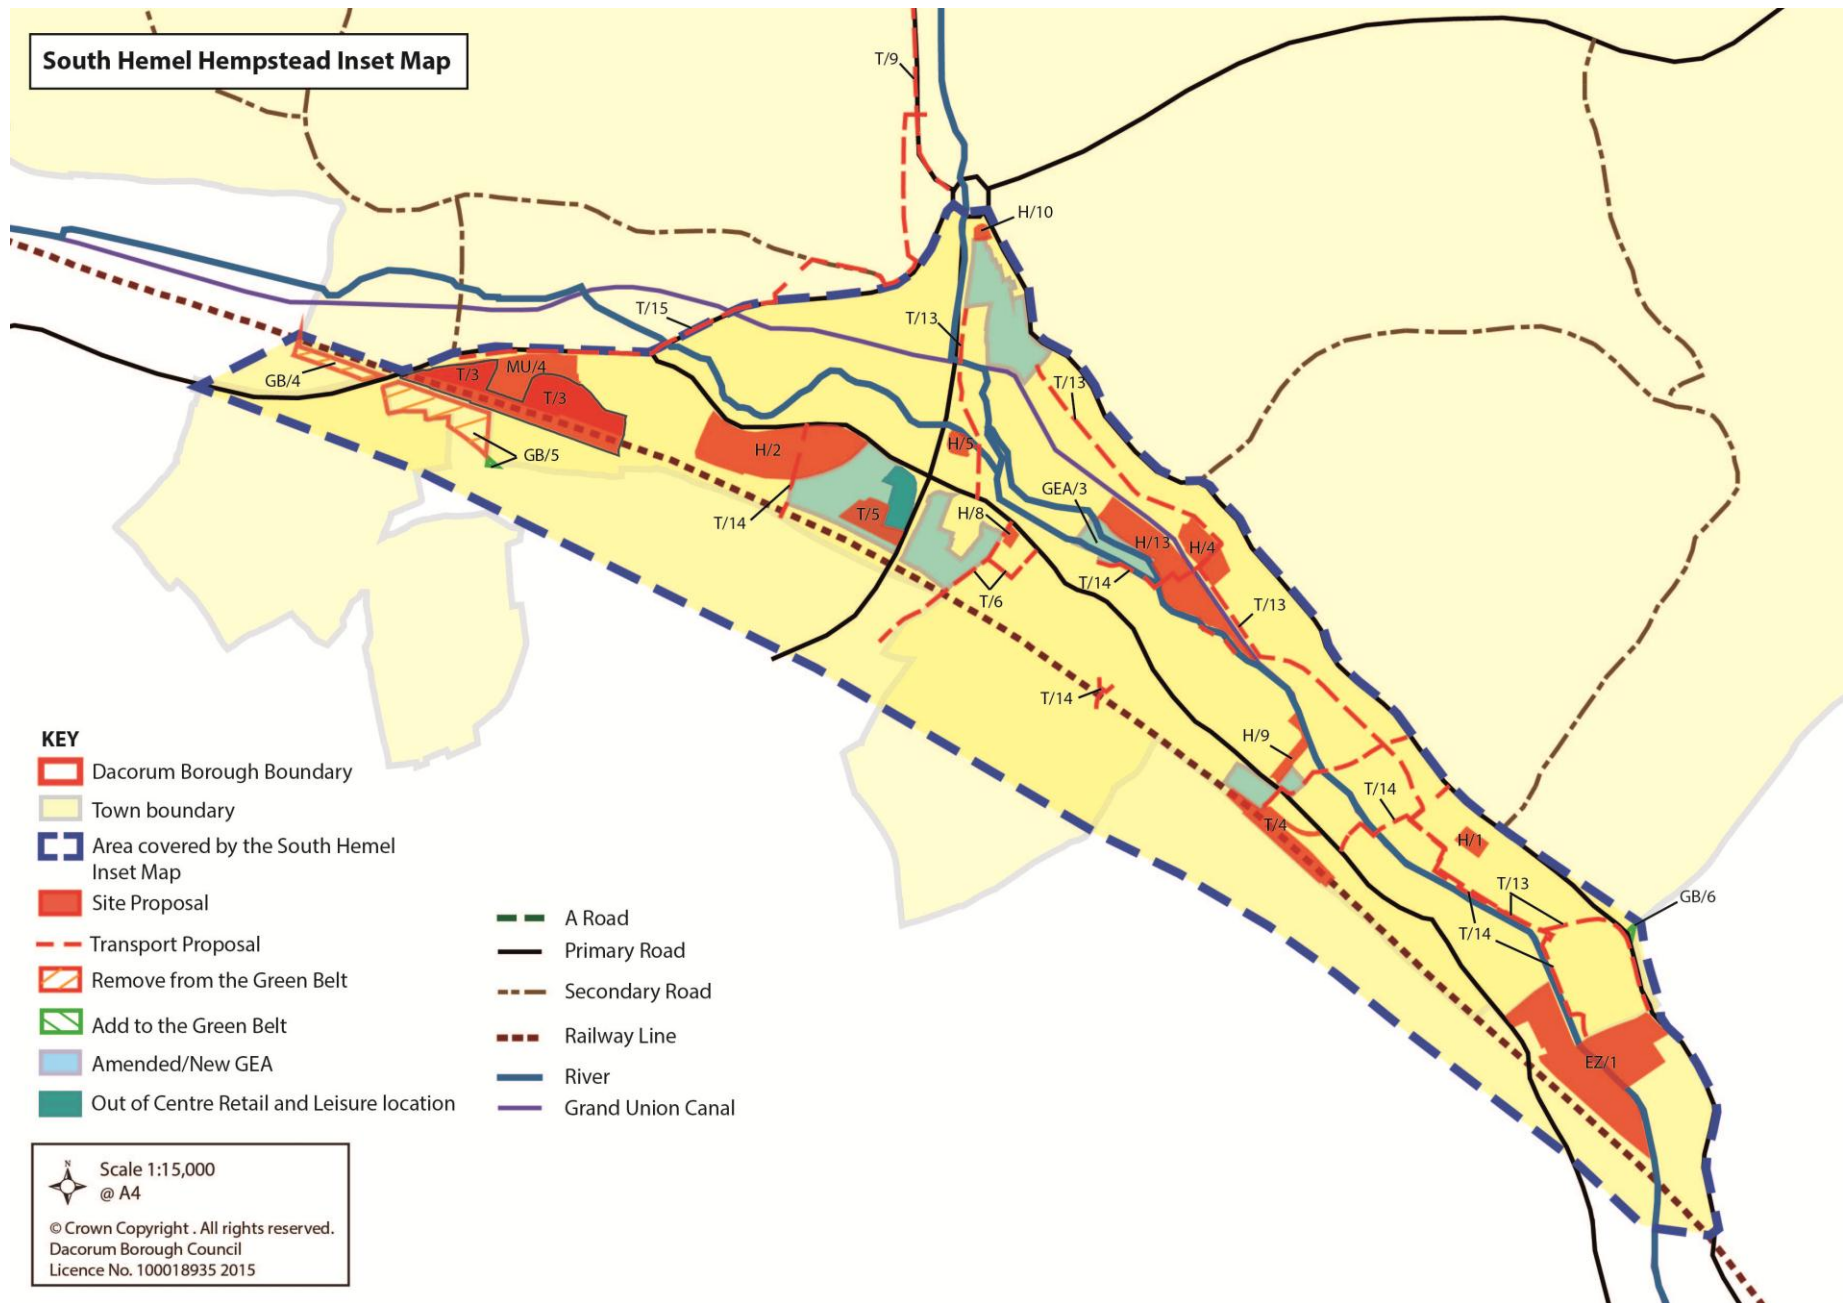 South Hemel Hempstead Inset Map
T/9
H/10
T/15
T/13
GB/4
T/3
MU/4
T/3
T/13
GB/5
H/2
H/5
T/14
T/5
H/8
GEA/3
H/13
H/4
T/14
T/6
T/13
T/14
H/9
T/14
T/4
H/1
T/13
GB/6
T/14
EZ/1
KEY
Dacorum Borough Boundary
Town boundary
Area covered by the South Hemel
Inset Map
Site Proposal
Transport Proposal
Remove from the Green Belt
Add to the Green Belt
Amended/New GEA
Out of Centre Retail and Leisure location
A Road
Primary Road
Secondary Road
Railway Line
River
Grand Union Canal
N
Scale 1:15,000
@ A4
© Crown Copyright . All rights reserved.
Dacorum Borough Council
Licence No. 100018935 2015